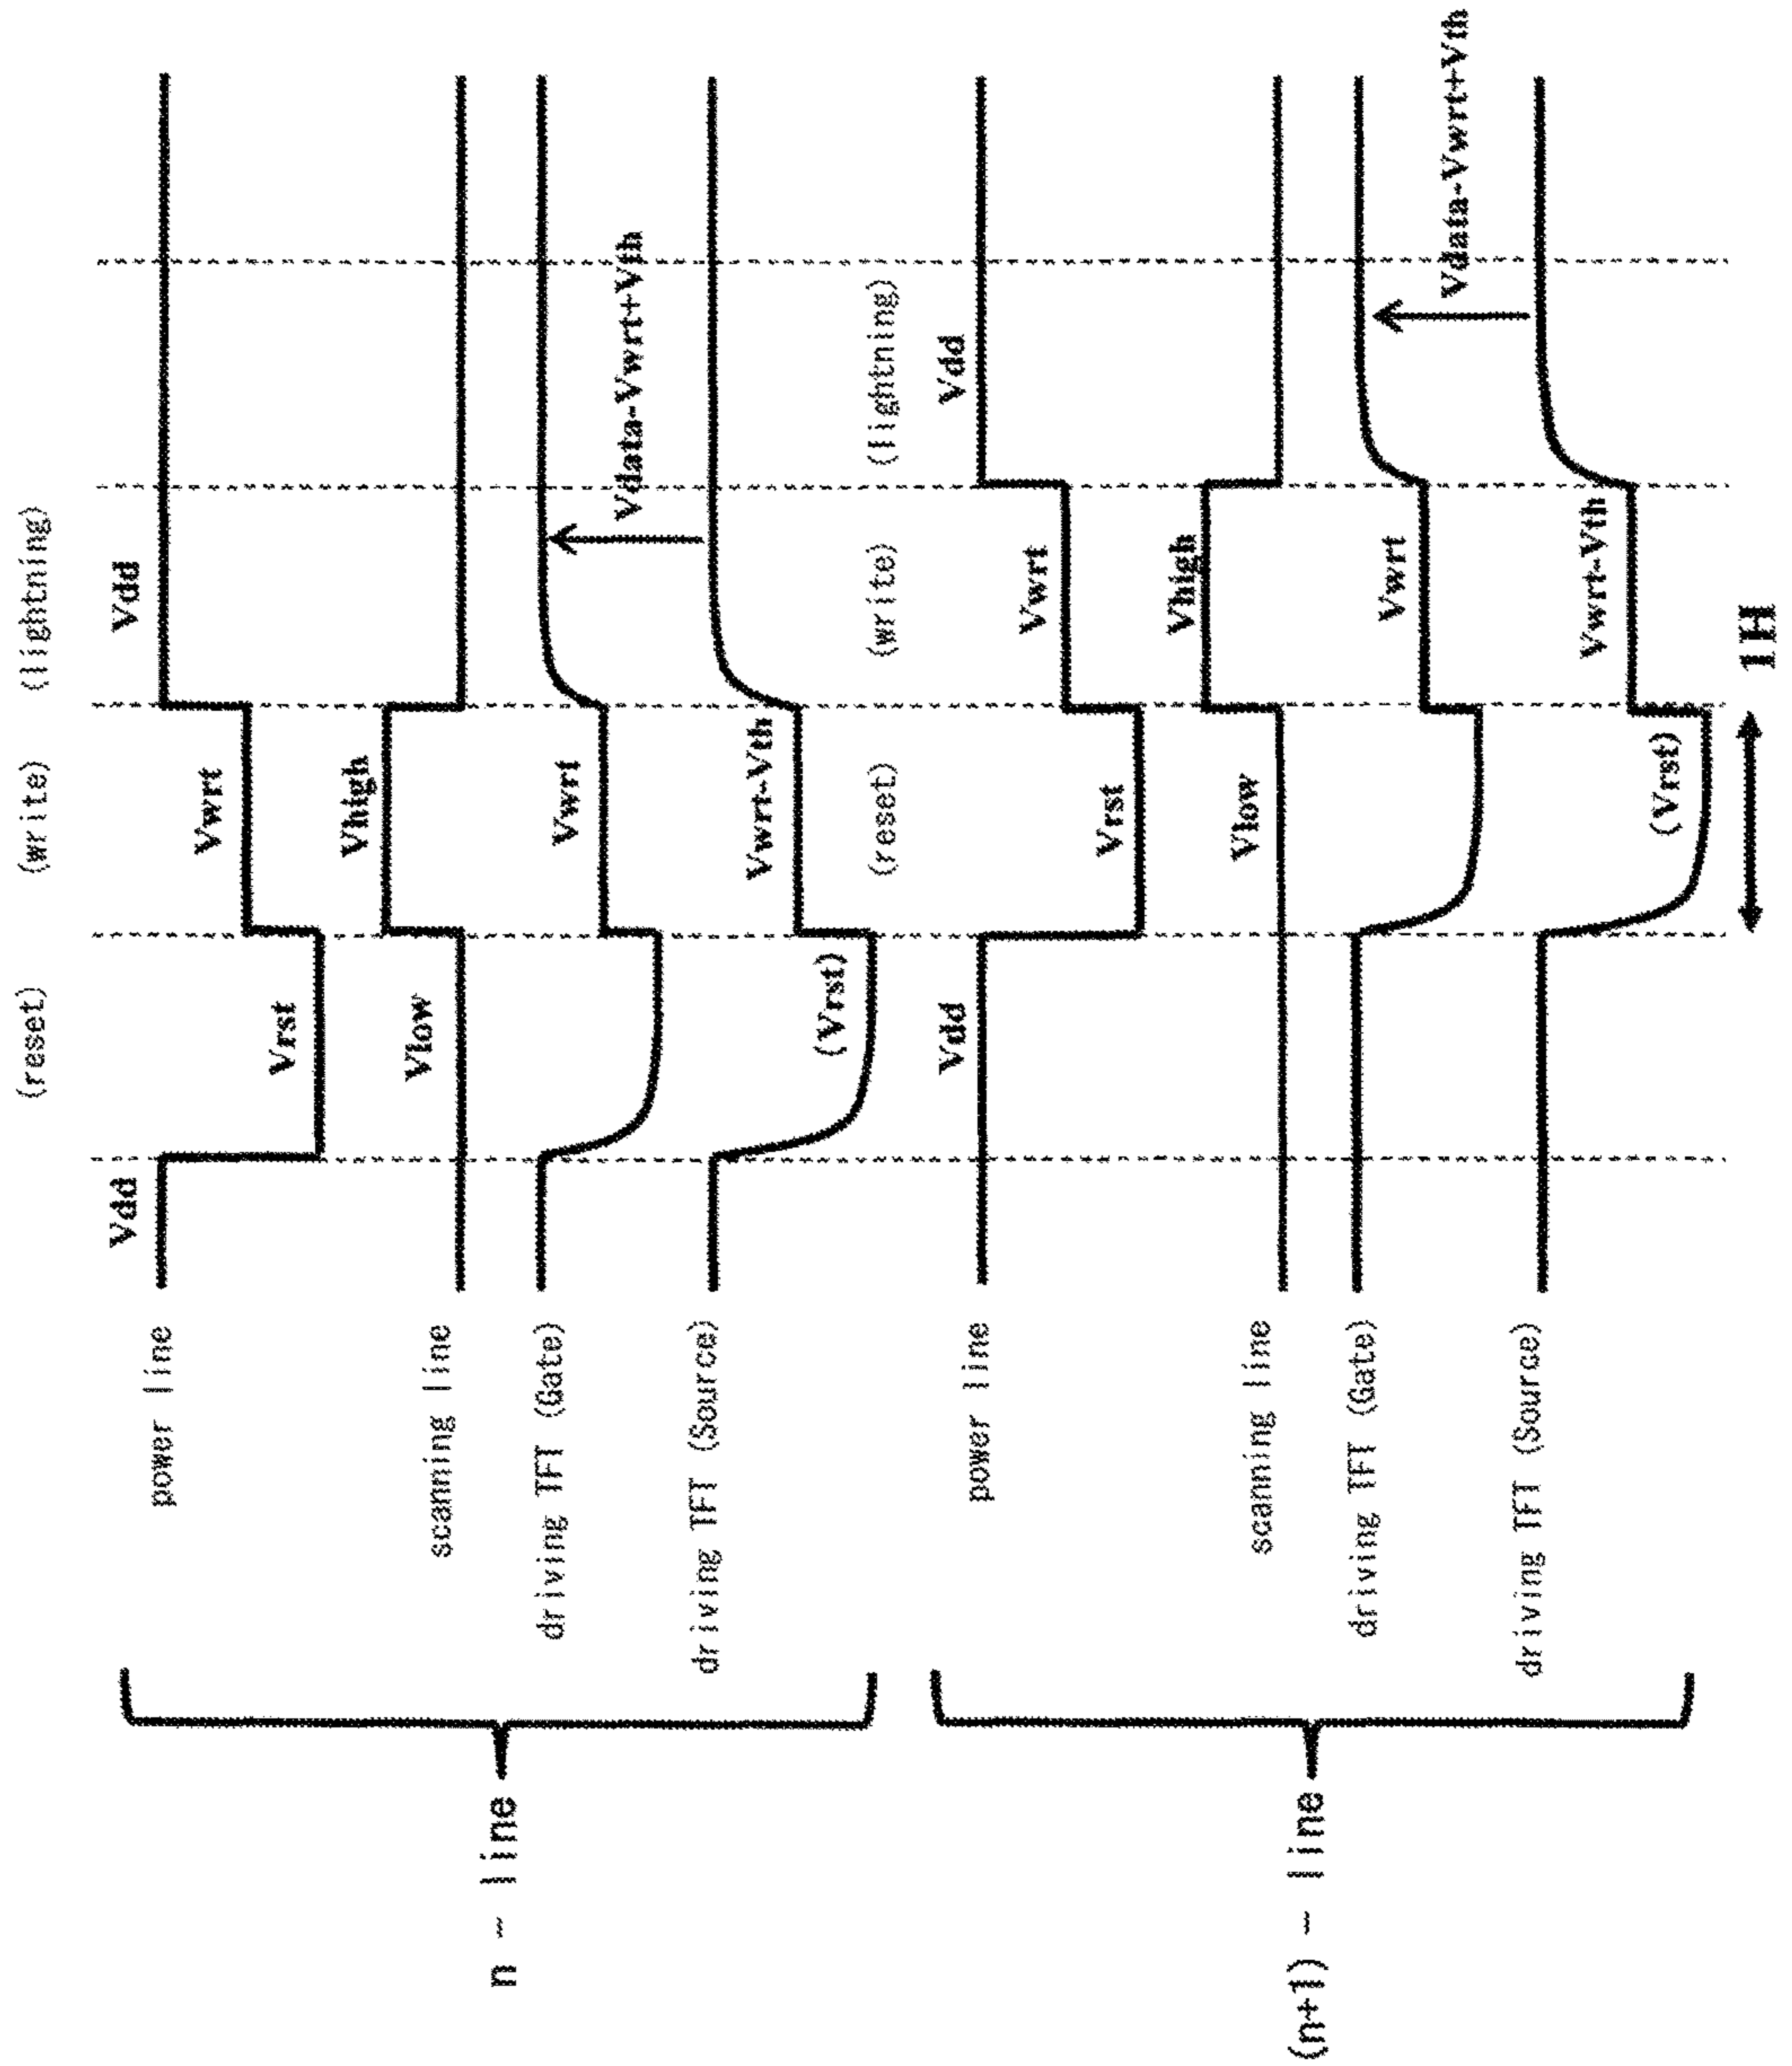 (reset) (write) (lightning)
Vdd Vdd
power line
Vwrt
Vrst
Vhigh
Vlow
scanning line
driving TFT (Gate)
Vwrt
Vdata-Vwrt+Vth
driving TFT (Source)
Vwrt-Vth
(Vrst)
n - line
(reset) (write) (lightning)
Vdd Vdd
power line
Vwrt
Vrst
Vhigh
Vlow
scanning line
driving TFT (Gate)
Vwrt
Vdata-Vwrt+Vth
driving TFT (Source)
Vwrt-Vth
(Vrst)
(n+1) - line
1H